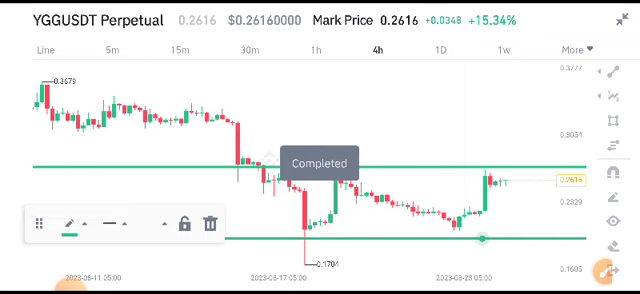 YGGUSDT Perpetual 0.2616 $0.26160000 Mark Price 0.2616 +0.0348 +15.34%
Line 5m 15m 30m 1h 4h 1D 1w More
0.3777
0.3679
0.3054
Completed
0.2616
0.2329
0.1704
0.1605
2023-08-11 05:00 2023-08-17 05:00 2023-08-23 05:00